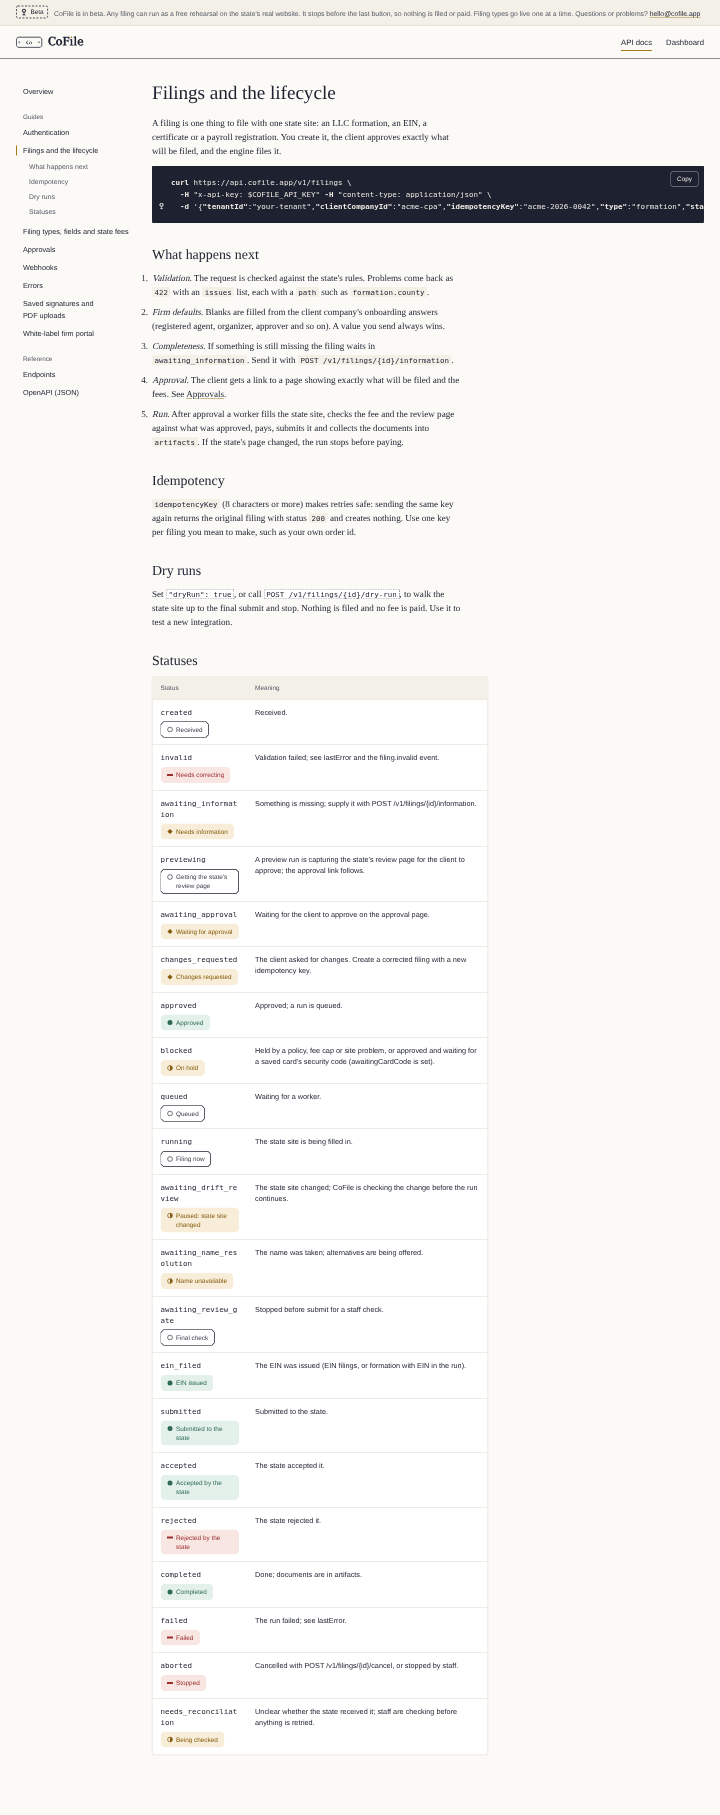 Beta CoFile is in beta. Any filing can run as a free rehearsal on the state's real website. It stops before the last button, so nothing is filed or paid. Filing types go live one at a time. Questions or problems? hello@cofile.app
co CoFile
API docs Dashboard
Overview
Guides
Authentication
Filings and the lifecycle
What happens next
Idempotency
Dry runs
Statuses
Filing types, fields and state fees
Approvals
Webhooks
Errors
Saved signatures and
PDF uploads
White-label firm portal
Reference
Endpoints
OpenAPI (JSON)
Filings and the lifecycle
A filing is one thing to file with one state site: an LLC formation, an EIN, a
certificate or a payroll registration. You create it, the client approves exactly what
will be filed, and the engine files it.
Copy
curl https://api.cofile.app/v1/filings \
-H "x-api-key: $COFILE_API_KEY" -H "content-type: application/json" \
-d '{"tenantId":"your-tenant","clientCompanyId":"acme-cpa","idempotencyKey":"acme-2026-0042","type":"formation","sta
What happens next
1. Validation. The request is checked against the state's rules. Problems come back as
422 with an issues list, each with a path such as formation.county.
2. Firm defaults. Blanks are filled from the client company's onboarding answers
(registered agent, organizer, approver and so on). A value you send always wins.
3. Completeness. If something is still missing the filing waits in
awaiting_information. Send it with POST /v1/filings/{id}/information.
4. Approval. The client gets a link to a page showing exactly what will be filed and the
fees. See Approvals.
5. Run. After approval a worker fills the state site, checks the fee and the review page
against what was approved, pays, submits it and collects the documents into
artifacts. If the state's page changed, the run stops before paying.
Idempotency
idempotencyKey (8 characters or more) makes retries safe: sending the same key
again returns the original filing with status 200 and creates nothing. Use one key
per filing you mean to make, such as your own order id.
Dry runs
Set "dryRun": true, or call POST /v1/filings/{id}/dry-run, to walk the
state site up to the final submit and stop. Nothing is filed and no fee is paid. Use it to
test a new integration.
Statuses
Status Meaning
created Received.
Received
invalid Validation failed; see lastError and the filing.invalid event.
Needs correcting
awaiting_informat Something is missing; supply it with POST /v1/filings/{id}/information.
ion
Needs information
previewing A preview run is capturing the state's review page for the client to
approve; the approval link follows.
Getting the state's
review page
awaiting_approval Waiting for the client to approve on the approval page.
Waiting for approval
changes_requested The client asked for changes. Create a corrected filing with a new
idempotency key.
Changes requested
approved Approved; a run is queued.
Approved
blocked Held by a policy, fee cap or site problem, or approved and waiting for
a saved card's security code (awaitingCardCode is set).
On hold
queued Waiting for a worker.
Queued
running The state site is being filled in.
Filing now
awaiting_drift_re The state site changed; CoFile is checking the change before the run
view continues.
Paused: state site
changed
awaiting_name_res The name was taken; alternatives are being offered.
olution
Name unavailable
awaiting_review_g Stopped before submit for a staff check.
ate
Final check
ein_filed The EIN was issued (EIN filings, or formation with EIN in the run).
EIN issued
submitted Submitted to the state.
Submitted to the
state
accepted The state accepted it.
Accepted by the
state
rejected The state rejected it.
Rejected by the
state
completed Done; documents are in artifacts.
Completed
failed The run failed; see lastError.
Failed
aborted Cancelled with POST /v1/filings/{id}/cancel, or stopped by staff.
Stopped
needs_reconciliat Unclear whether the state received it; staff are checking before
ion anything is retried.
Being checked